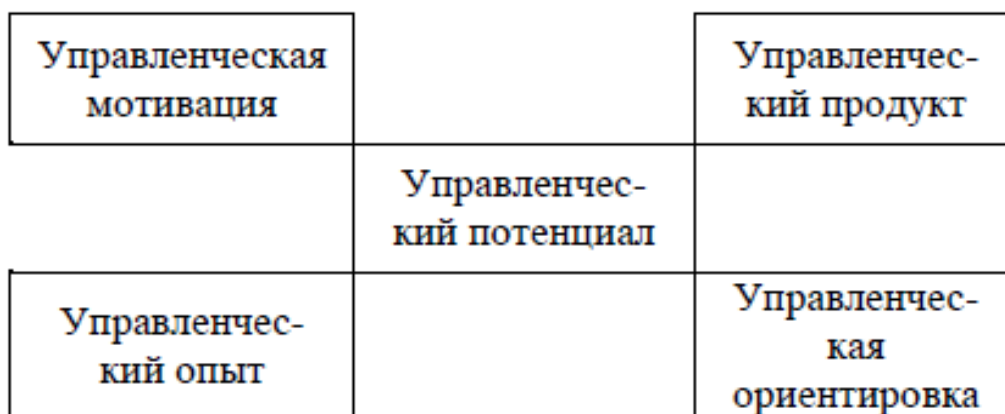 Управленческая
мотивация
Управленчес-
кий продукт
Управленчес-
кий потенциал
Управленчес-
кий опыт
Управленчес-
кая
ориентировка